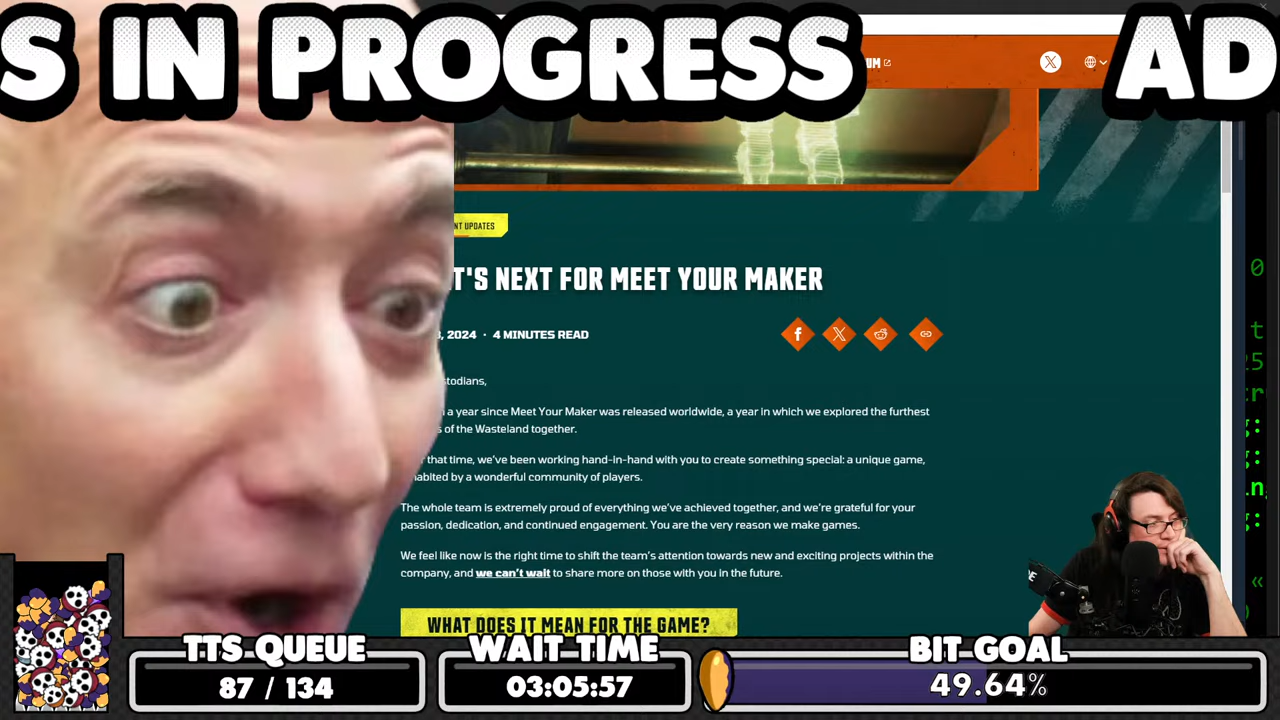 S IN PROGRESS AD
UM
NT UPDATES
T'S NEXT FOR MEET YOUR MAKER
, 2024 · 4 MINUTES READ
stodians,
a year since Meet Your Maker was released worldwide, a year in which we explored the furthest
s of the Wasteland together.
that time, we've been working hand-in-hand with you to create something special: a unique game,
habited by a wonderful community of players.
The whole team is extremely proud of everything we've achieved together, and we're grateful for your
passion, dedication, and continued engagement. You are the very reason we make games.
We feel like now is the right time to shift the team's attention towards new and exciting projects within the
company, and we can't wait to share more on those with you in the future.
WHAT DOES IT MEAN FOR THE GAME?
TTS QUEUE
87 / 134
WAIT TIME
03:05:57
BIT GOAL
49.64%